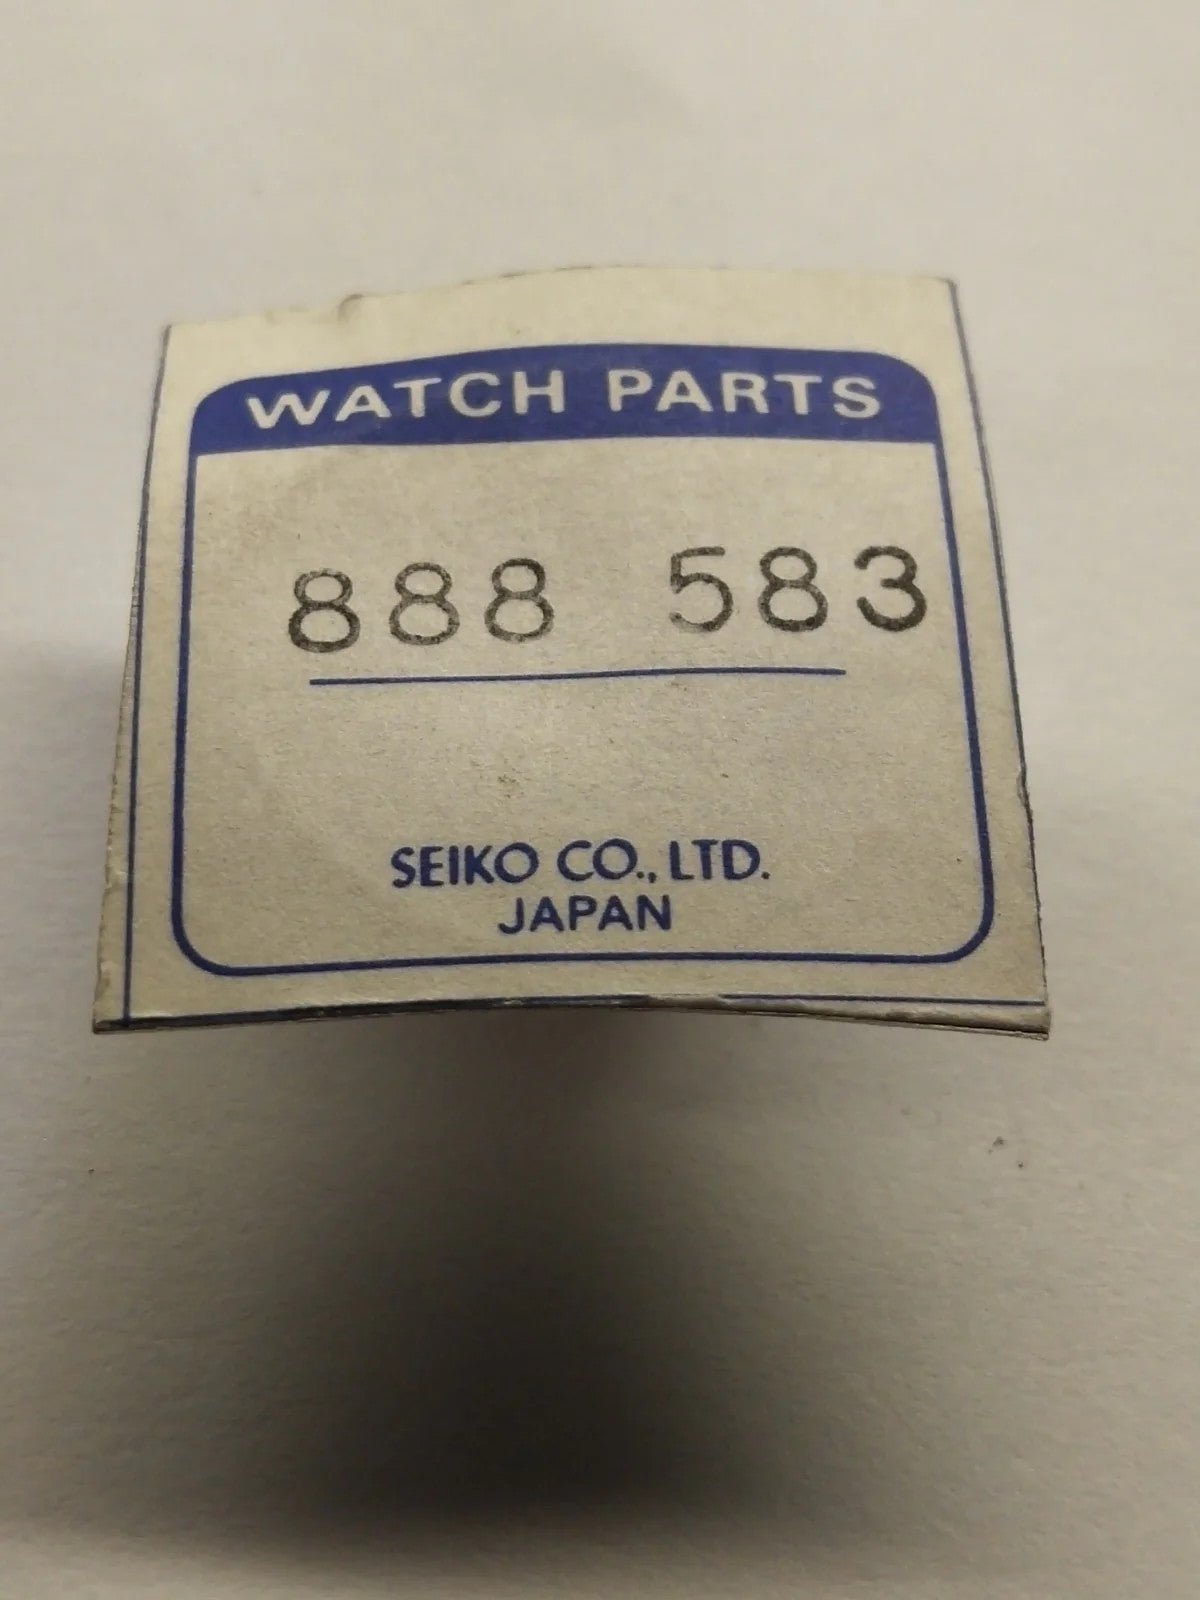 WATCH PARTS
888 583
SEIKO CO., LTD.
JAPAN